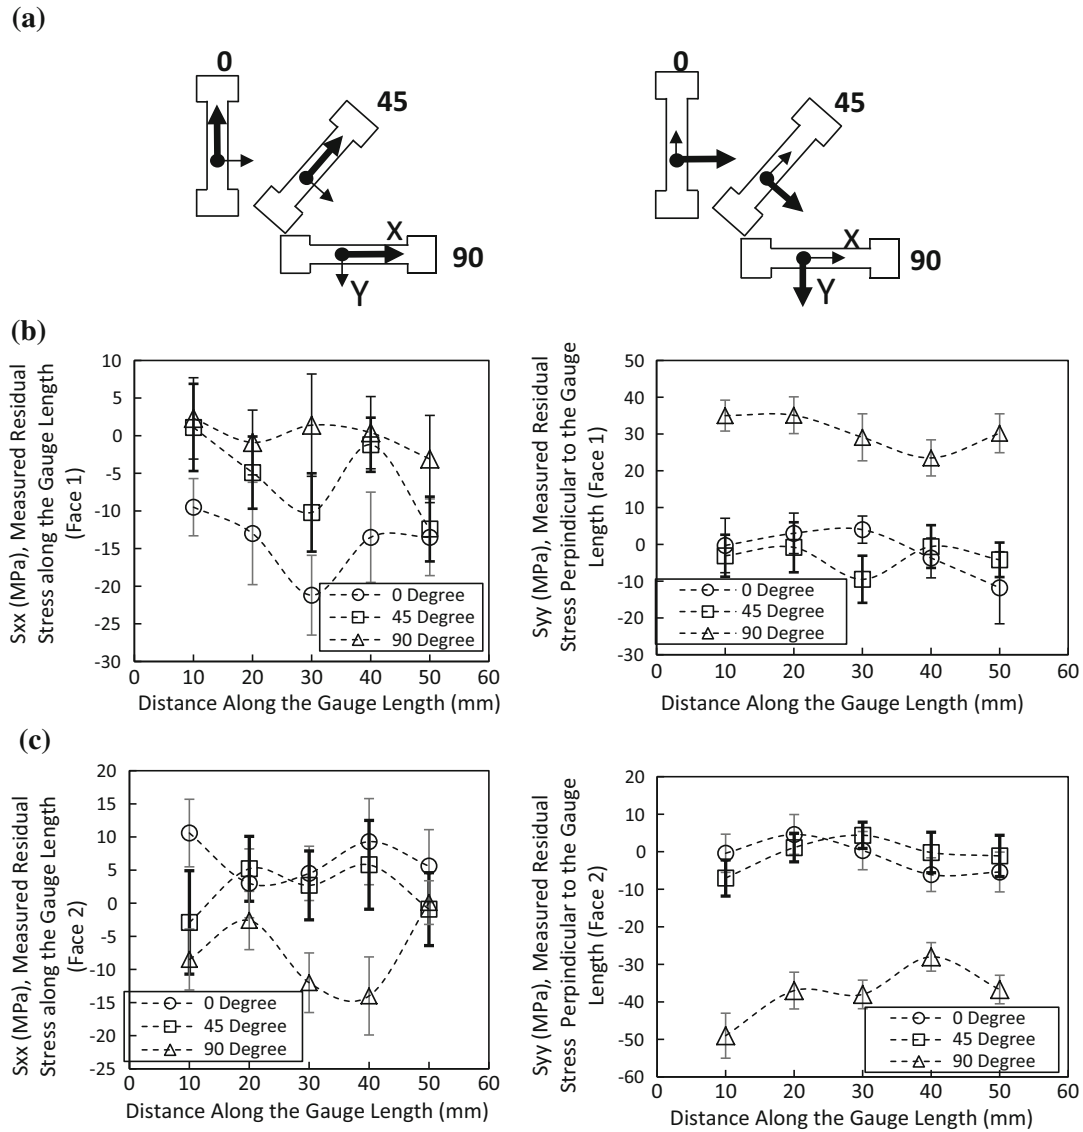 (a)
0
45
X
90
Y
0
45
X
90
Y
(b)
Sxx (MPa), Measured Residual
Stress along the Gauge Length
(Face 1)
10
5
0
-5
-10
-15
-20
-25
-30
0 Degree
45 Degree
90 Degree
0 10 20 30 40 50 60
Distance Along the Gauge Length (mm)
Syy (MPa), Measured Residual
Stress Perpindicular to the Gauge
Length (Face 1)
50
40
30
20
10
0
-10
-20
-30
0 Degree
45 Degree
90 Degree
0 10 20 30 40 50 60
Distance Along the Gauge Length (mm)
(c)
Sxx (MPa), Measured Residual
Stress along the Gauge Length
(Face 2)
20
15
10
5
0
-5
-10
-15
-20
-25
0 Degree
45 Degree
90 Degree
0 10 20 30 40 50 60
Distance Along the Gauge Length (mm)
Syy (MPa), Measured Residual
Stress Perpindicular to the Gauge
Length (Face 2)
20
10
0
-10
-20
-30
-40
-50
-60
0 Degree
45 Degree
90 Degree
0 10 20 30 40 50 60
Distance Along the Gauge Length (mm)